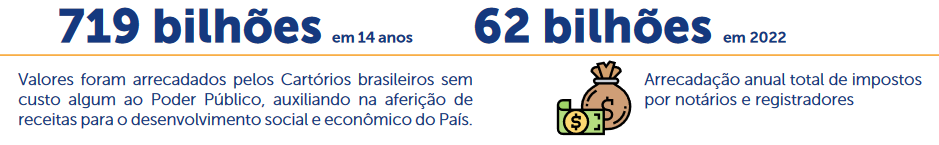 719 bilhões em 14 anos
62 bilhões em 2022
Valores foram arrecadados pelos Cartórios brasileiros sem
custo algum ao Poder Público, auxiliando na aferição de
receitas para o desenvolvimento social e econômico do País.
Arrecadação anual total de impostos
por notários e registradores